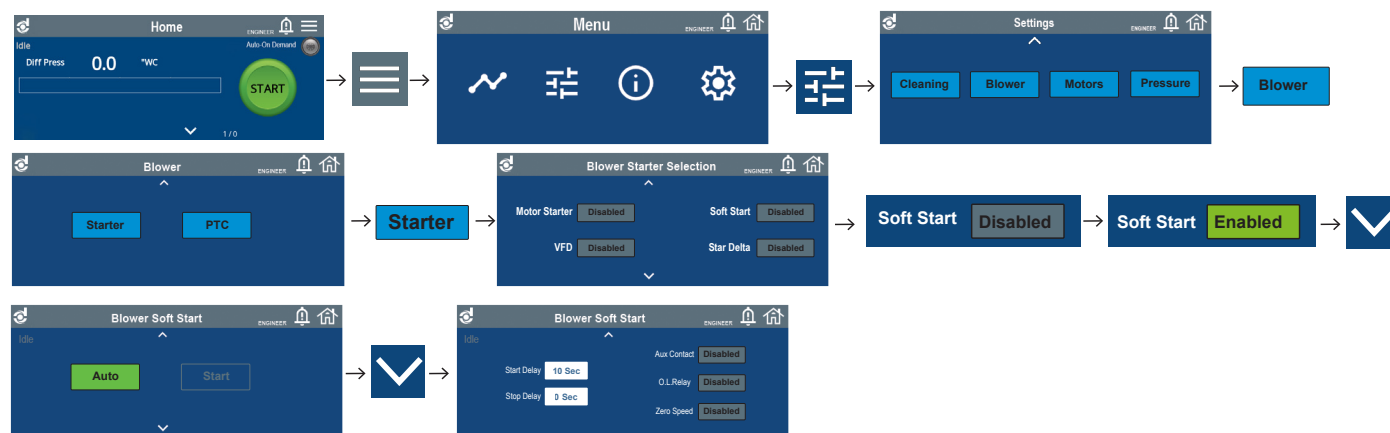 Home
ENGINEER
Idle
Auto-On Demand
Diff Press 0.0 "WC
START
1 / 0
Menu
ENGINEER
Settings
ENGINEER
Cleaning Blower Motors Pressure
Blower
Blower
ENGINEER
Starter PTC
Starter
Blower Starter Selection
ENGINEER
Motor Starter Disabled Soft Start Disabled
VFD Disabled Star Delta Disabled
Soft Start Disabled
Soft Start Enabled
Blower Soft Start
ENGINEER
Idle
Auto Start
Blower Soft Start
ENGINEER
Idle
Aux Contact Disabled
Start Delay 10 Sec
O.L.Relay Disabled
Stop Delay 0 Sec
Zero Speed Disabled